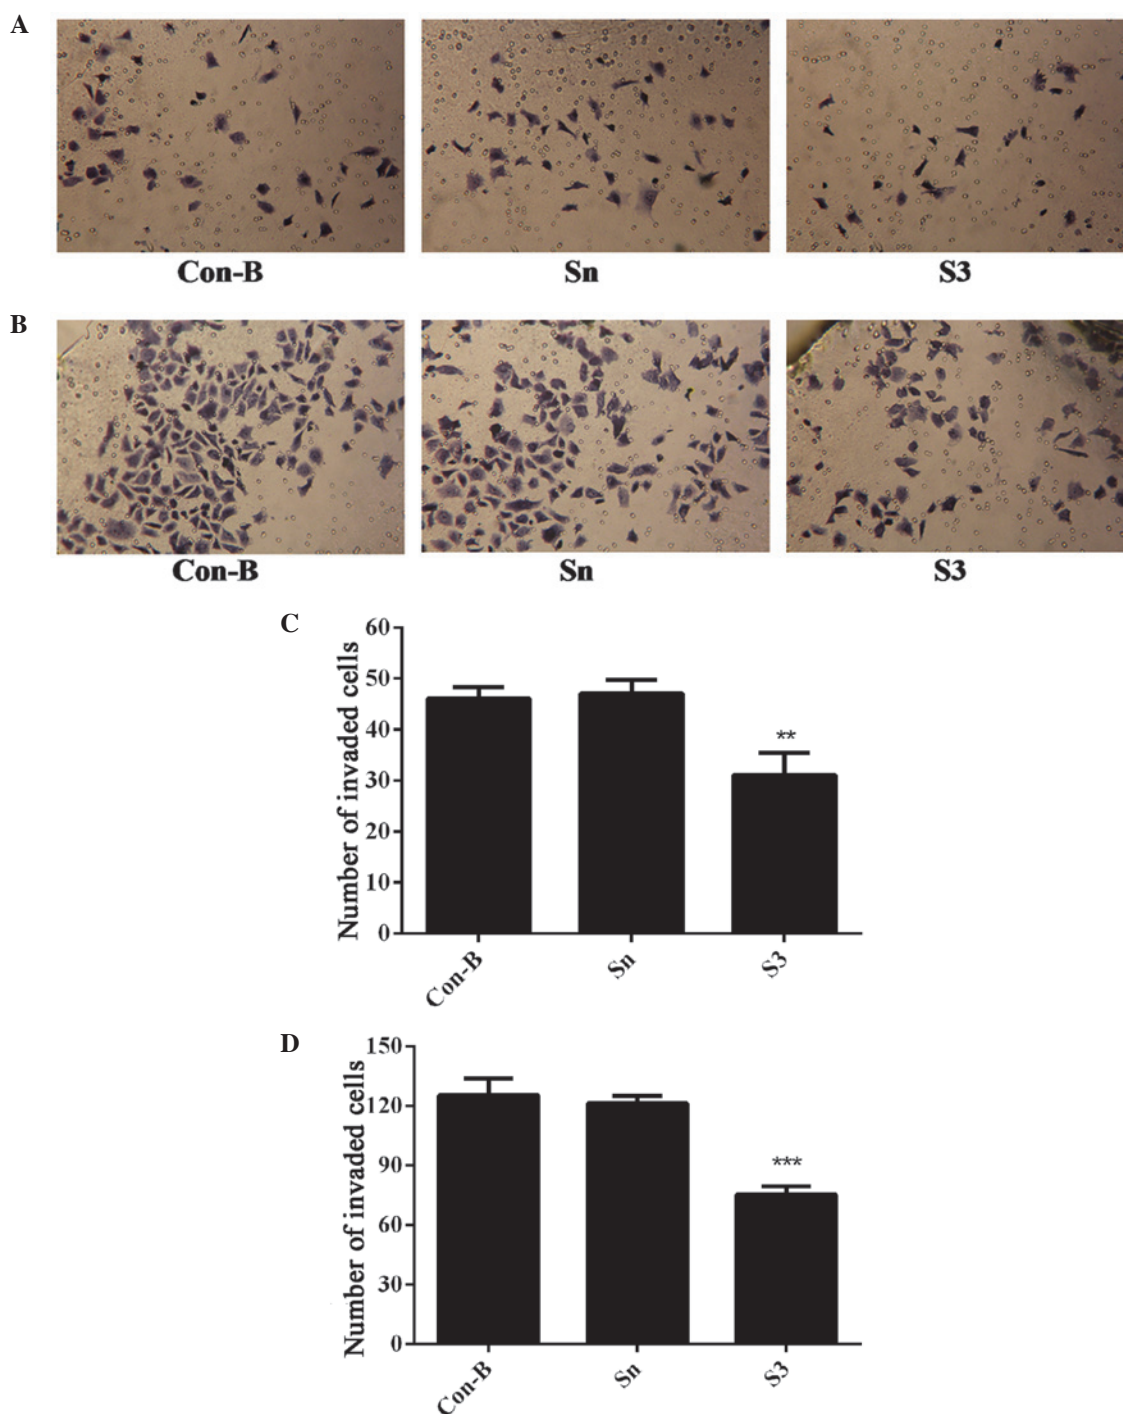 A
Con-B Sn S3
B
Con-B Sn S3
C
Number of invaded cells
60
50
40
30
20
10
0
**
Con-B Sn S3
D
Number of invaded cells
150
120
90
60
30
0
***
Con-B Sn S3